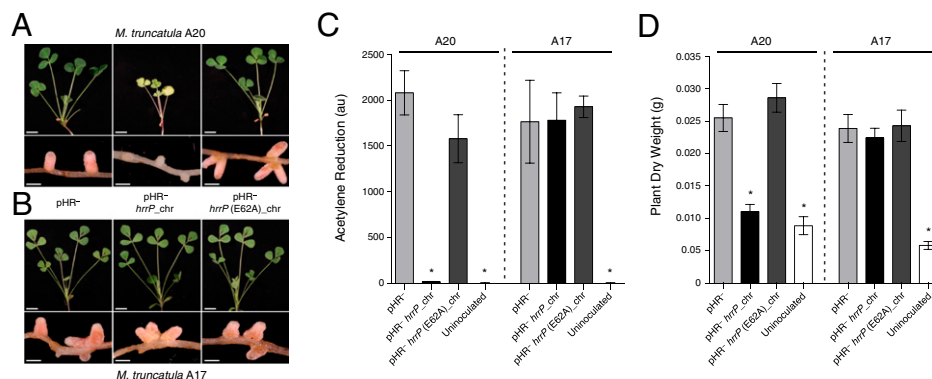 A
M. truncatula A20
pHR–
pHR–
hrrP_chr
pHR–
hrrP (E62A)_chr
B
M. truncatula A17
C
A20
A17
Acetylene Reduction (au)
2500
2000
1500
1000
500
0
*
*
*
pHR–
pHR– hrrP_chr
pHR– hrrP (E62A)_chr
Uninoculated
pHR–
pHR– hrrP_chr
pHR– hrrP (E62A)_chr
Uninoculated
D
A20
A17
Plant Dry Weight (g)
0.035
0.030
0.025
0.020
0.015
0.010
0.05
0.00
*
*
*
pHR–
pHR– hrrP_chr
pHR– hrrP (E62A)_chr
Uninoculated
pHR–
pHR– hrrP_chr
pHR– hrrP (E62A)_chr
Uninoculated